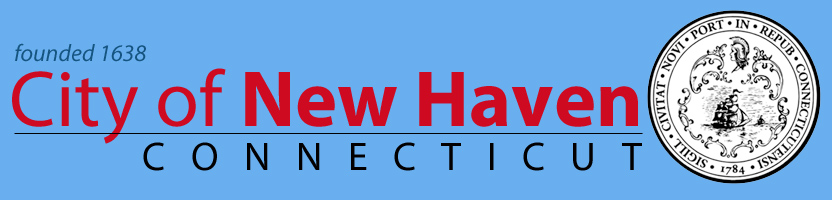 founded 1638
City of New Haven
CONNECTICUT
SIGILL • CIVITAT • NOVI • PORT • IN • REPUB • CONNECTICUTENSI
• 1784 •